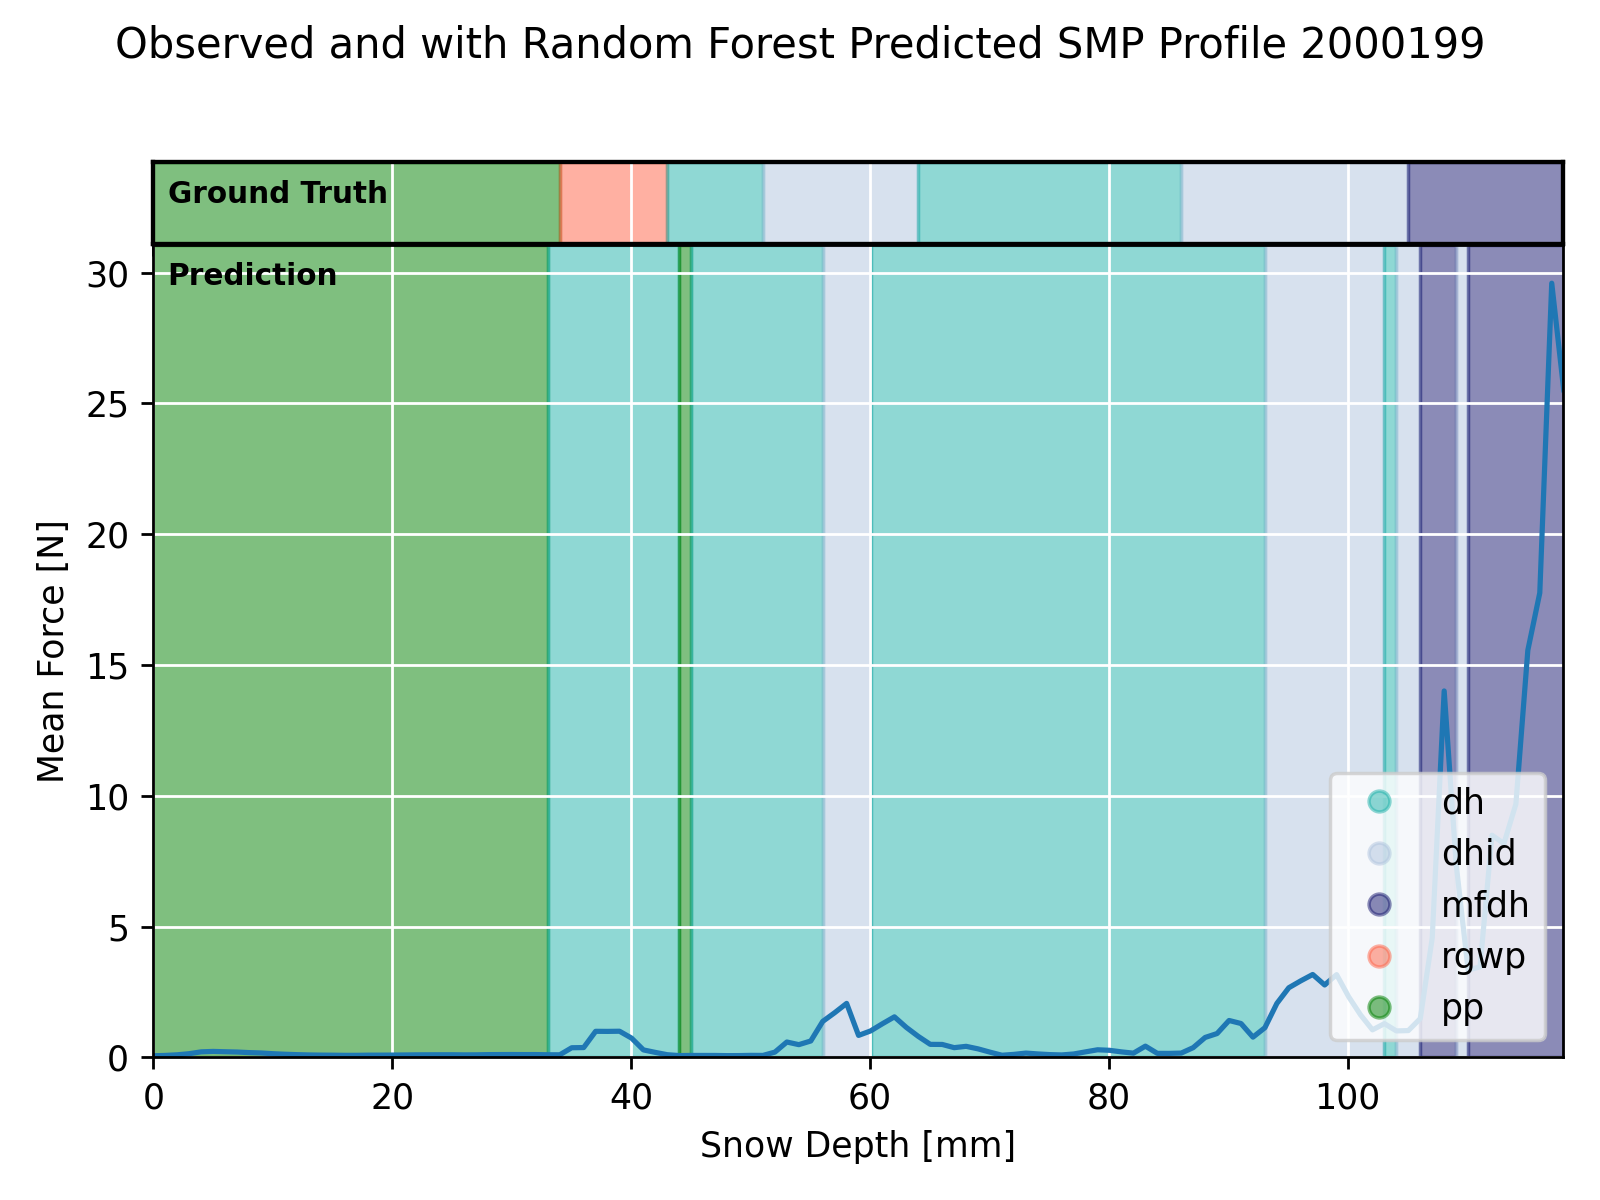 Observed and with Random Forest Predicted SMP Profile 2000199
Ground Truth
Prediction
30
25
20
15
10
5
0
Mean Force [N]
dh
dhid
mfdh
rgwp
pp
0 20 40 60 80 100
Snow Depth [mm]